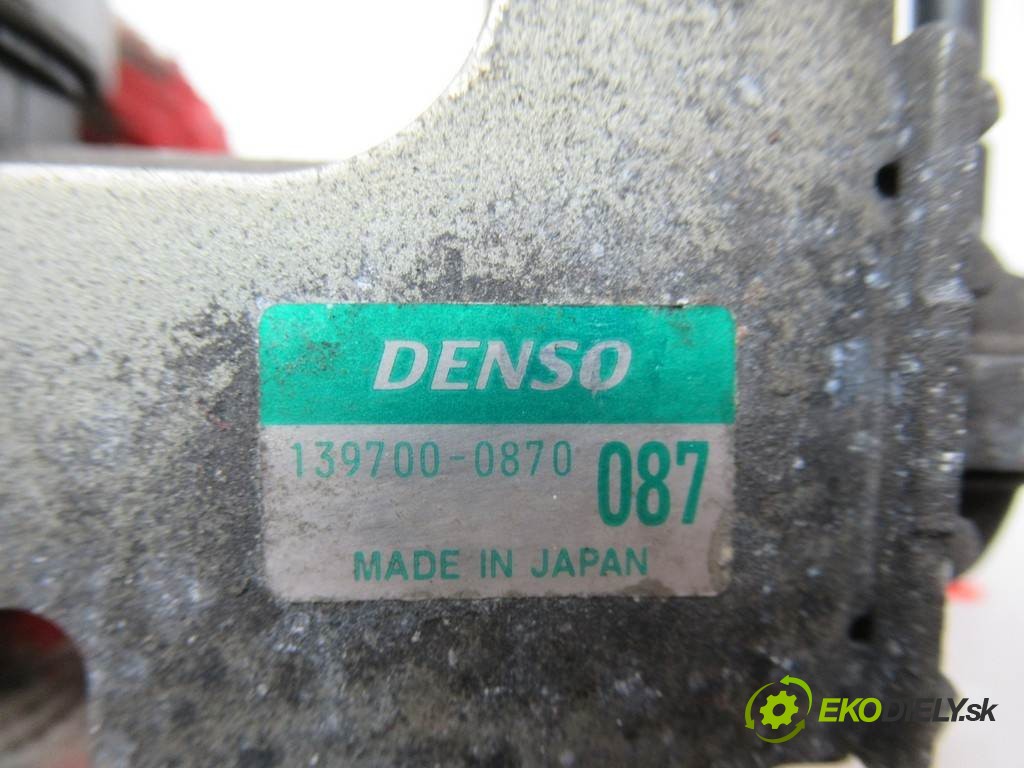 DENSO
139700-0870 087
MADE IN JAPAN
EKODIELY.sk